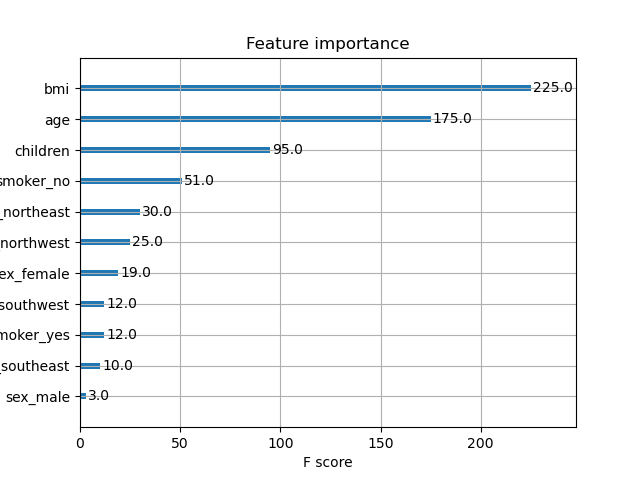 Feature importance
bmi 225.0
age 175.0
children 95.0
smoker_no 51.0
_northeast 30.0
northwest 25.0
ex_female 19.0
southwest 12.0
moker_yes 12.0
_southeast 10.0
sex_male 3.0
0 50 100 150 200
F score